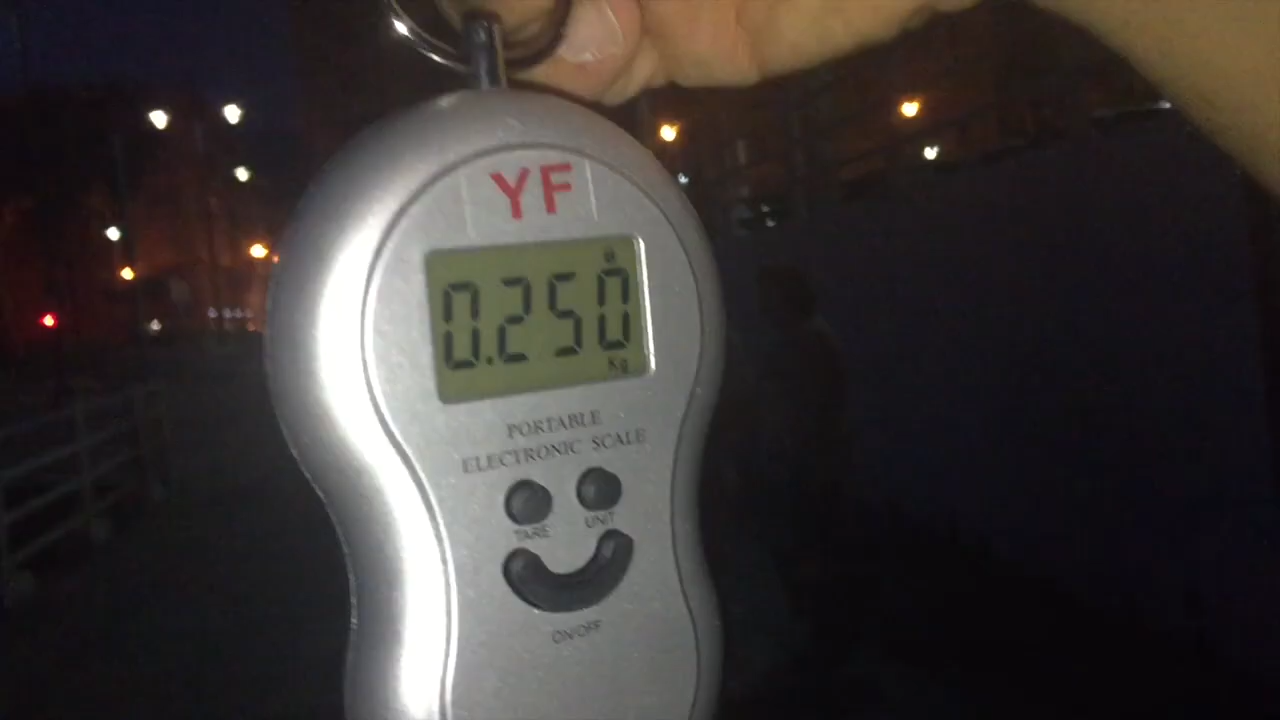 YF
0.250
Kg
PORTABLE
ELECTRONIC SCALE
TARE
UNIT
ON/OFF